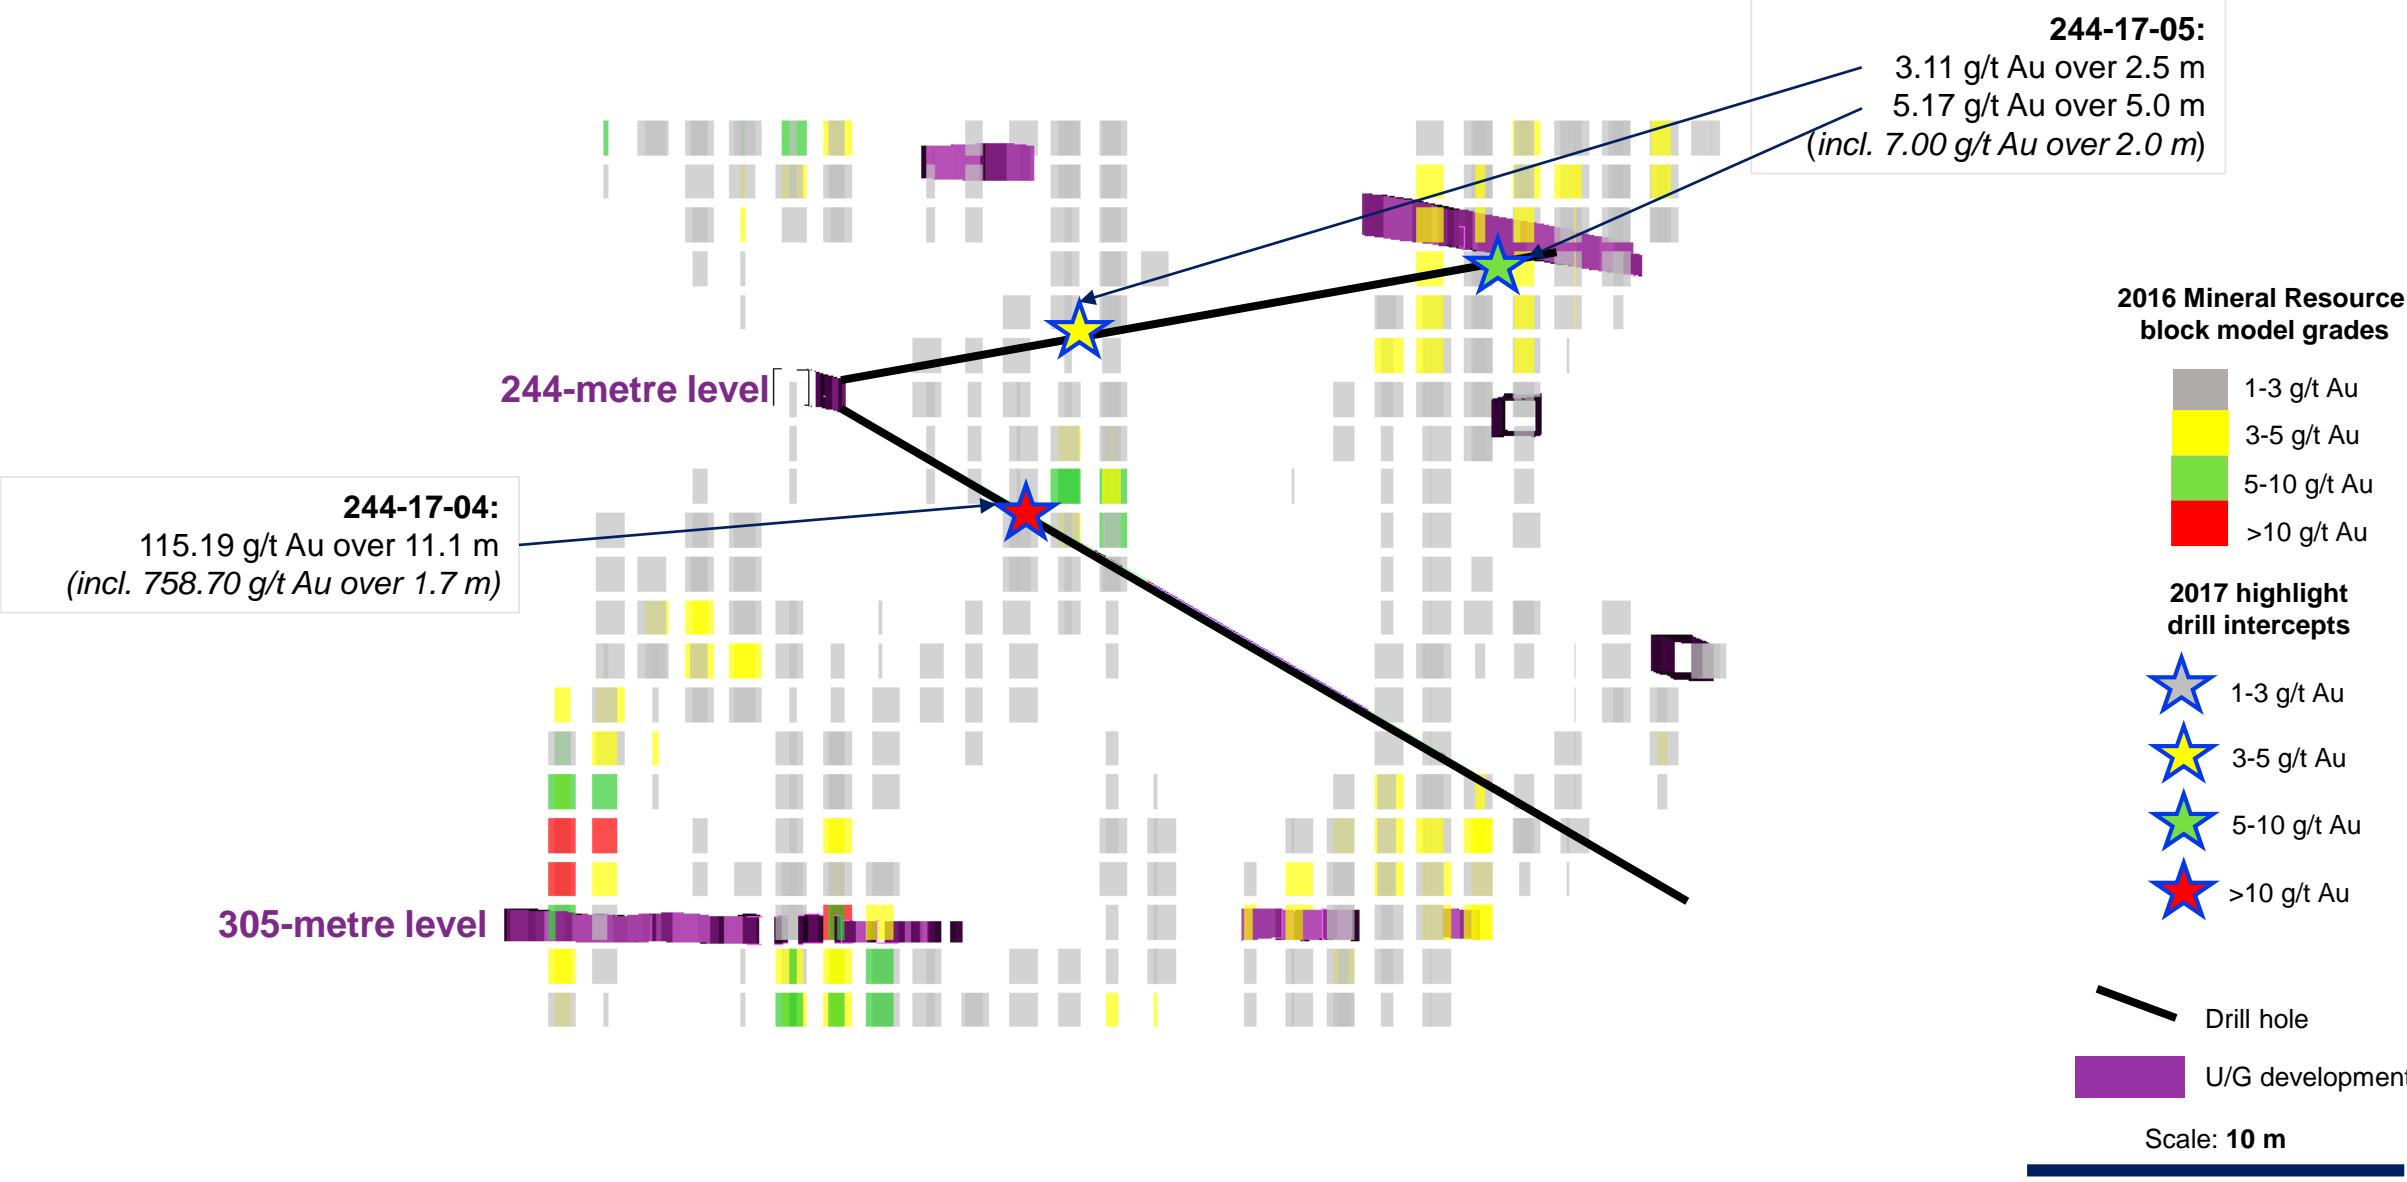 244-17-05:
3.11 g/t Au over 2.5 m
5.17 g/t Au over 5.0 m
(incl. 7.00 g/t Au over 2.0 m)
244-metre level
244-17-04:
115.19 g/t Au over 11.1 m
(incl. 758.70 g/t Au over 1.7 m)
305-metre level
2016 Mineral Resource
block model grades
1-3 g/t Au
3-5 g/t Au
5-10 g/t Au
>10 g/t Au
2017 highlight
drill intercepts
1-3 g/t Au
3-5 g/t Au
5-10 g/t Au
>10 g/t Au
Drill hole
U/G development
Scale: 10 m